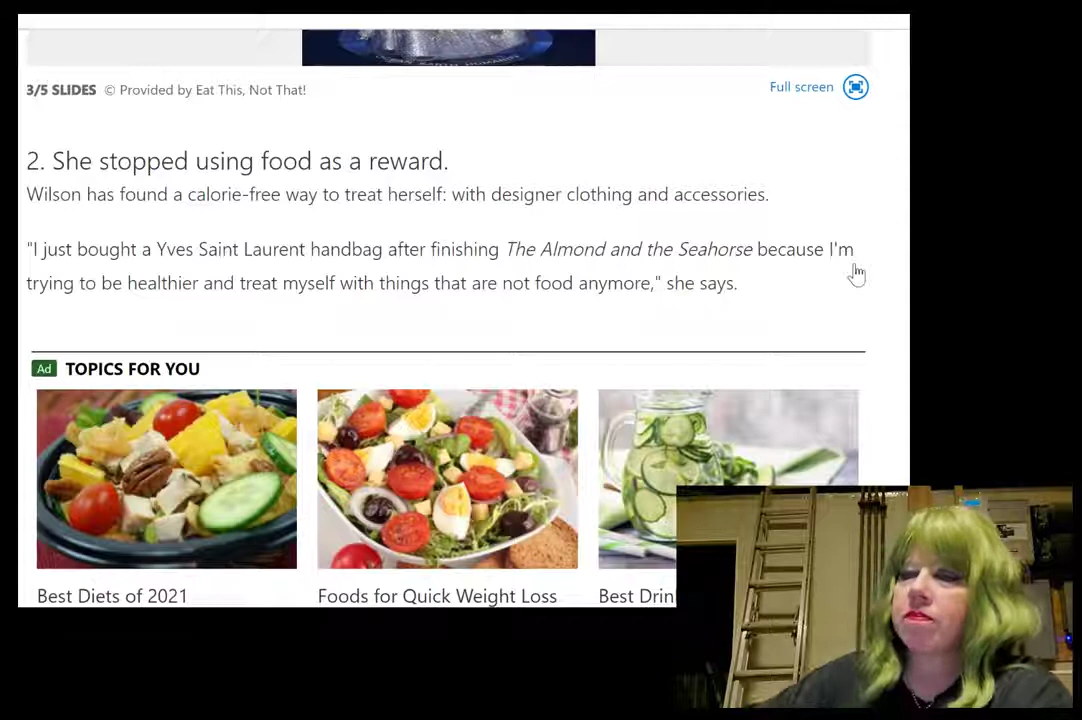 3/5 SLIDES © Provided by Eat This, Not That!
Full screen
2. She stopped using food as a reward.
Wilson has found a calorie-free way to treat herself: with designer clothing and accessories.
"I just bought a Yves Saint Laurent handbag after finishing The Almond and the Seahorse because I'm
trying to be healthier and treat myself with things that are not food anymore," she says.
Ad TOPICS FOR YOU
Best Diets of 2021
Foods for Quick Weight Loss
Best